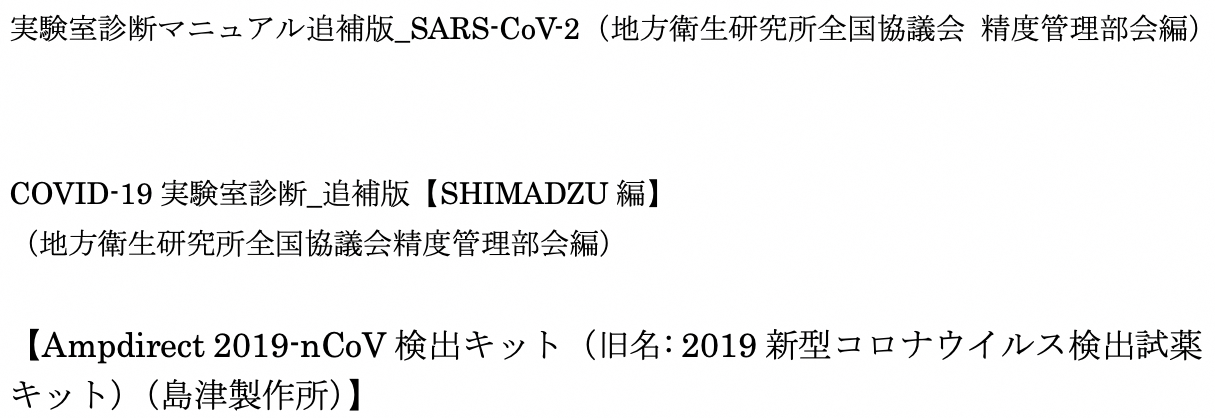 実験室診断マニュアル追補版_SARS-CoV-2（地方衛生研究所全国協議会 精度管理部会編）
COVID-19 実験室診断_追補版【SHIMADZU 編】
（地方衛生研究所全国協議会精度管理部会編）
【Ampdirect 2019-nCoV 検出キット（旧名: 2019 新型コロナウイルス検出試薬
キット）（島津製作所）】